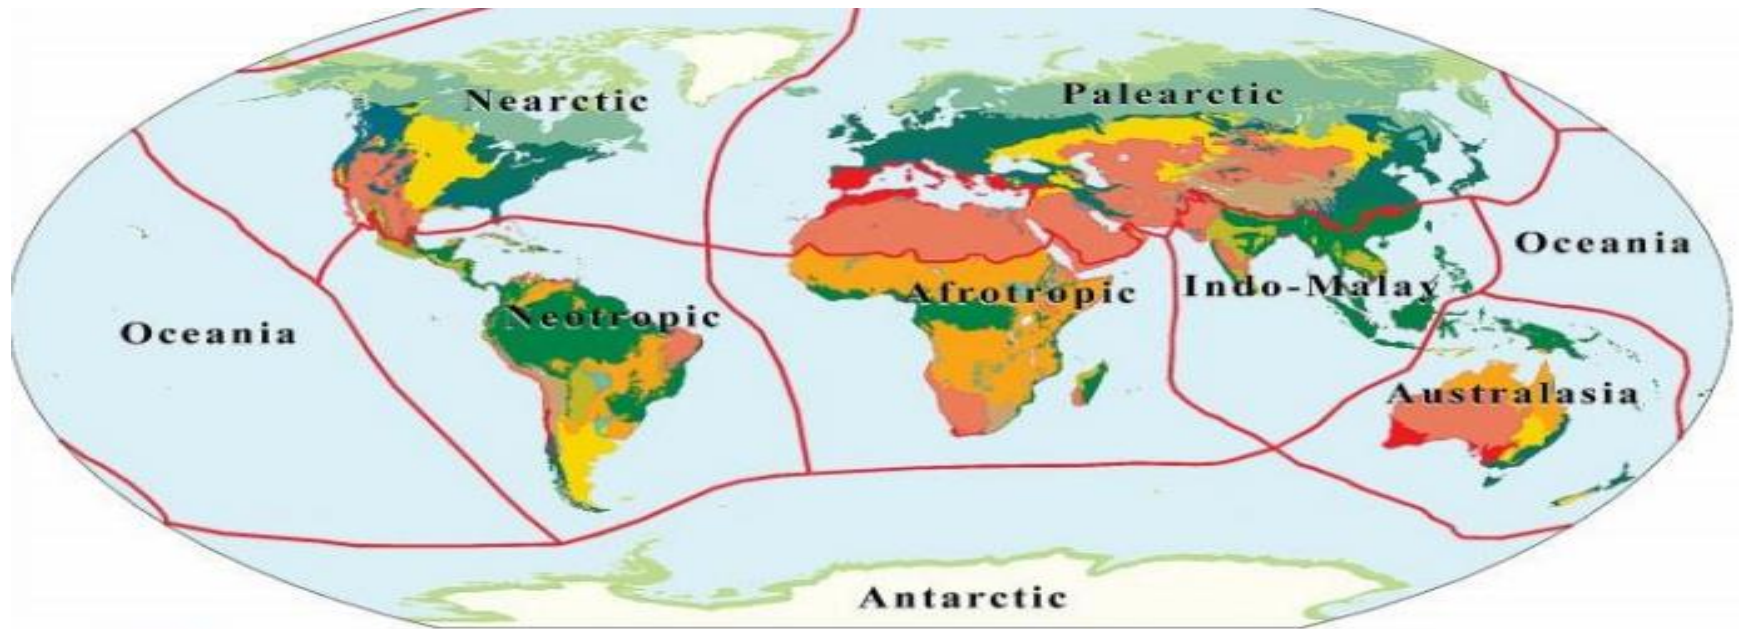 Nearctic
Palearctic
Oceania
Afrotropic
Indo-Malay
Neotropic
Oceania
Australasia
Antarctic